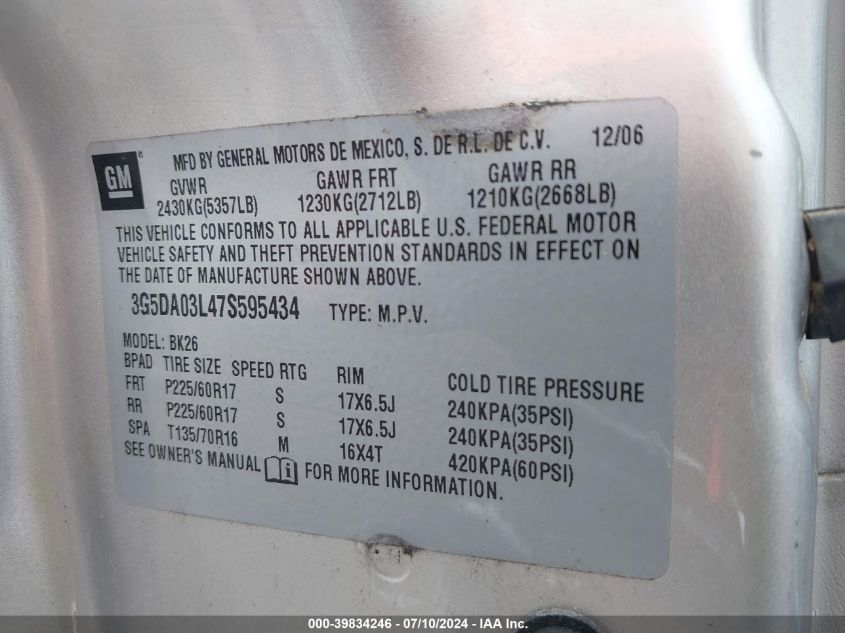 GM MFD BY GENERAL MOTORS DE MEXICO, S. DE R.L. DE C.V. 12/06
GVWR GAWR FRT GAWR RR
2430KG(5357LB) 1230KG(2712LB) 1210KG(2668LB)
THIS VEHICLE CONFORMS TO ALL APPLICABLE U.S. FEDERAL MOTOR
VEHICLE SAFETY AND THEFT PREVENTION STANDARDS IN EFFECT ON
THE DATE OF MANUFACTURE SHOWN ABOVE.
3G5DA03L47S595434 TYPE: M.P.V.
MODEL: BK26
BPAD TIRE SIZE SPEED RTG RIM COLD TIRE PRESSURE
FRT P225/60R17 S 17X6.5J 240KPA(35PSI)
RR P225/60R17 S 17X6.5J 240KPA(35PSI)
SPA T135/70R16 M 16X4T 420KPA(60PSI)
SEE OWNER'S MANUAL FOR MORE INFORMATION.
000-39834246 - 07/10/2024 - IAA Inc.